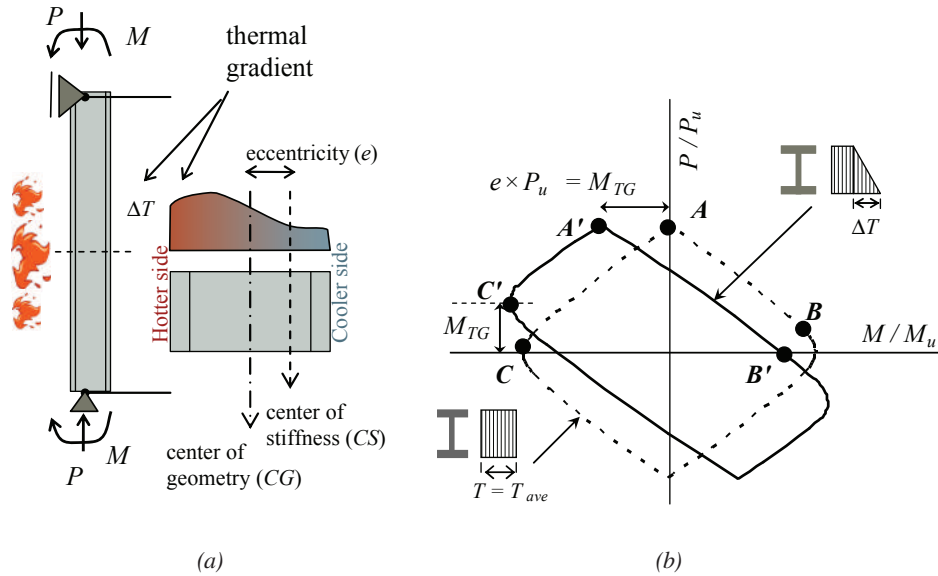 P
M
thermal
gradient
eccentricity (e)
ΔT
Hotter side
Cooler side
center of
stiffness (CS)
center of
geometry (CG)
M
P
(a)
P / P_u
e × P_u = M_TG
A
A'
ΔT
C'
B
M_TG
M / M_u
C
B'
T = T_ave
(b)